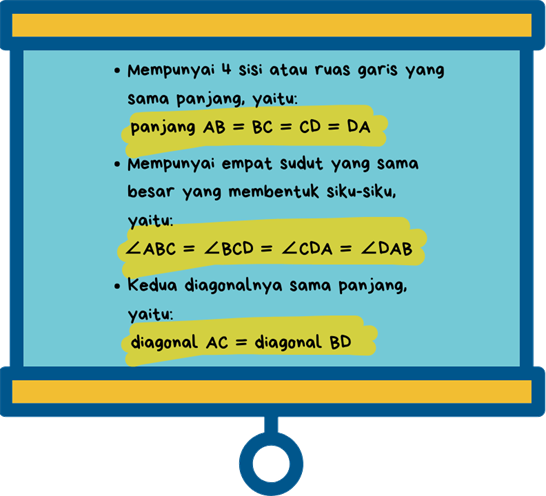 • Mempunyai 4 sisi atau ruas garis yang
sama panjang, yaitu:
panjang AB = BC = CD = DA
• Mempunyai empat sudut yang sama
besar yang membentuk siku-siku,
yaitu:
∠ABC = ∠BCD = ∠CDA = ∠DAB
• Kedua diagonalnya sama panjang,
yaitu:
diagonal AC = diagonal BD